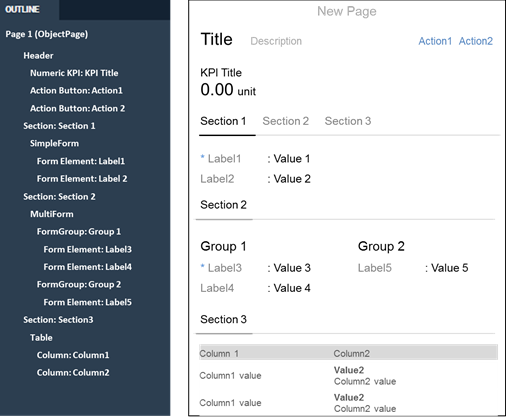 OUTLINE
Page 1 (ObjectPage)
Header
Numeric KPI: KPI Title
Action Button: Action1
Action Button: Action 2
Section: Section 1
SimpleForm
Form Element: Label1
Form Element: Label 2
Section: Section 2
MultiForm
FormGroup: Group 1
Form Element: Label3
Form Element: Label4
FormGroup: Group 2
Form Element: Label5
Section: Section3
Table
Column: Column1
Column: Column2
New Page
Title Description Action1 Action2
KPI Title
0.00 unit
Section 1 Section 2 Section 3
* Label1 : Value 1
Label2 : Value 2
Section 2
Group 1 Group 2
* Label3 : Value 3 Label5 : Value 5
Label4 : Value 4
Section 3
Column 1 Column2
Column1 value Value2
Column2 value
Column1 value Value2
Column2 value